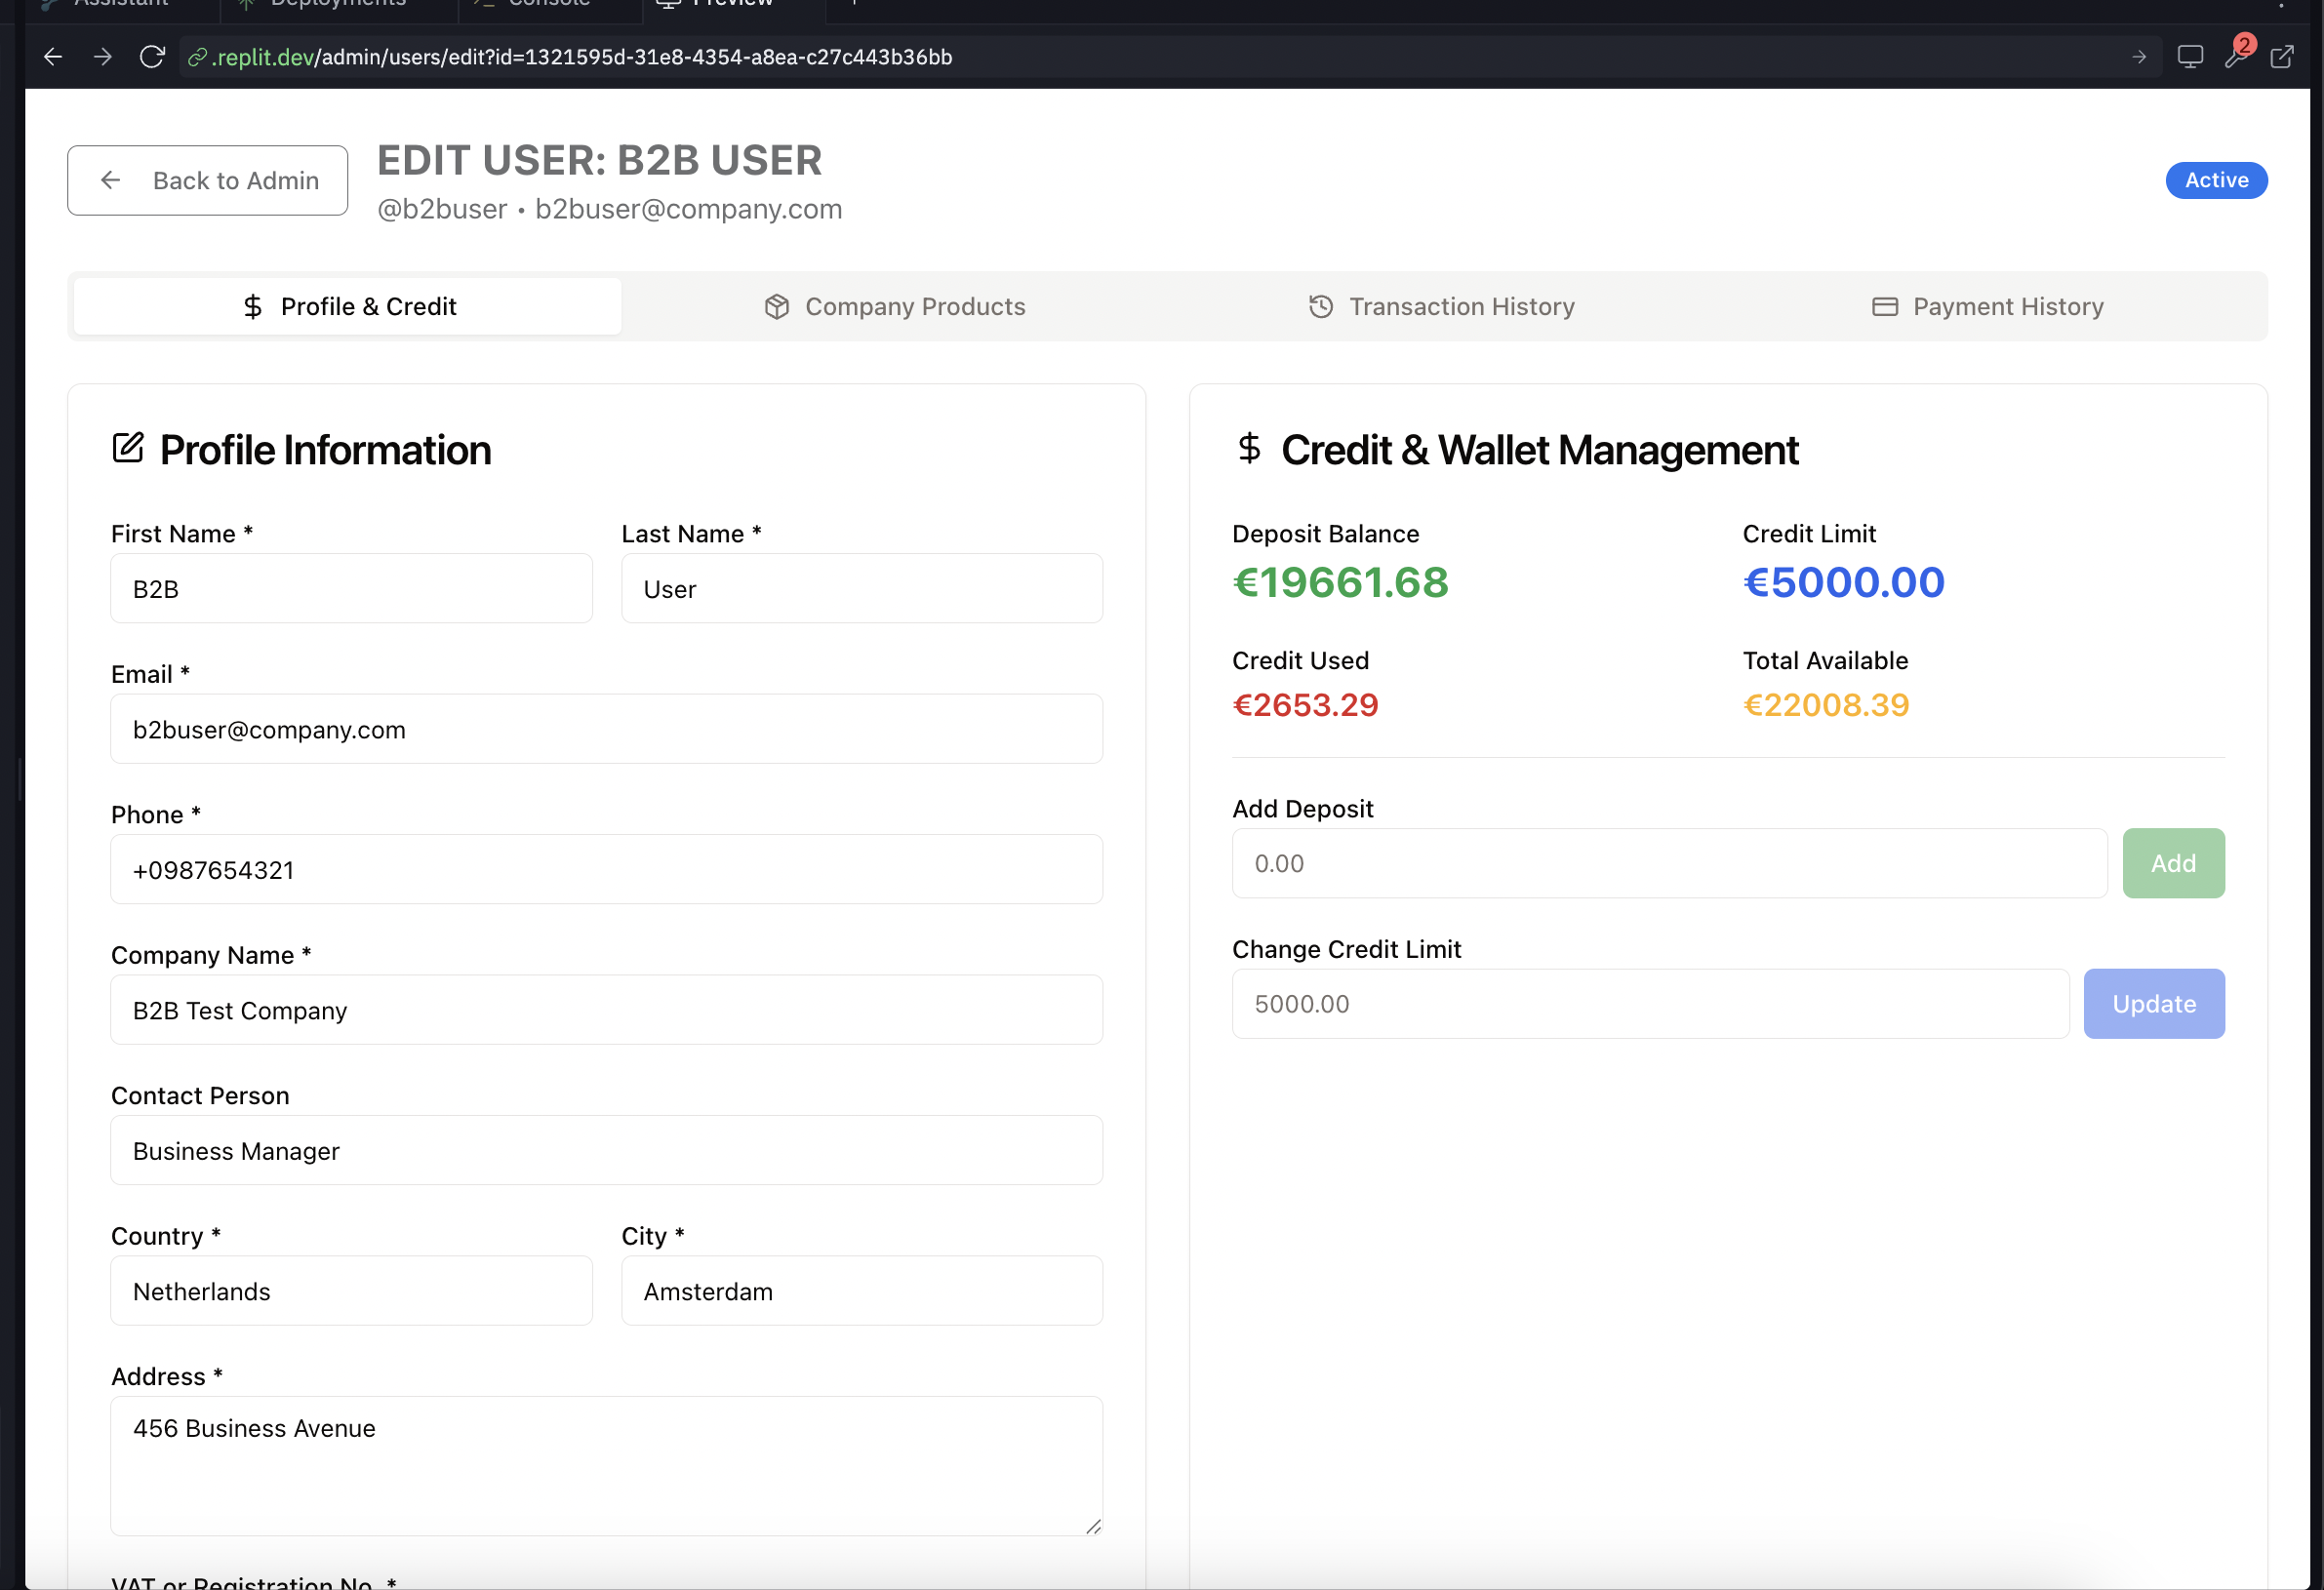 Assistant
Deployments
Console
Preview
.replit.dev/admin/users/edit?id=1321595d-31e8-4354-a8ea-c27c443b36bb
2
Back to Admin
EDIT USER: B2B USER
@b2buser • b2buser@company.com
Active
Profile & Credit
Company Products
Transaction History
Payment History
Profile Information
First Name *
Last Name *
B2B
User
Email *
b2buser@company.com
Phone *
+0987654321
Company Name *
B2B Test Company
Contact Person
Business Manager
Country *
City *
Netherlands
Amsterdam
Address *
456 Business Avenue
VAT or Registration No. *
Credit & Wallet Management
Deposit Balance
Credit Limit
€19661.68
€5000.00
Credit Used
Total Available
€2653.29
€22008.39
Add Deposit
0.00
Add
Change Credit Limit
5000.00
Update